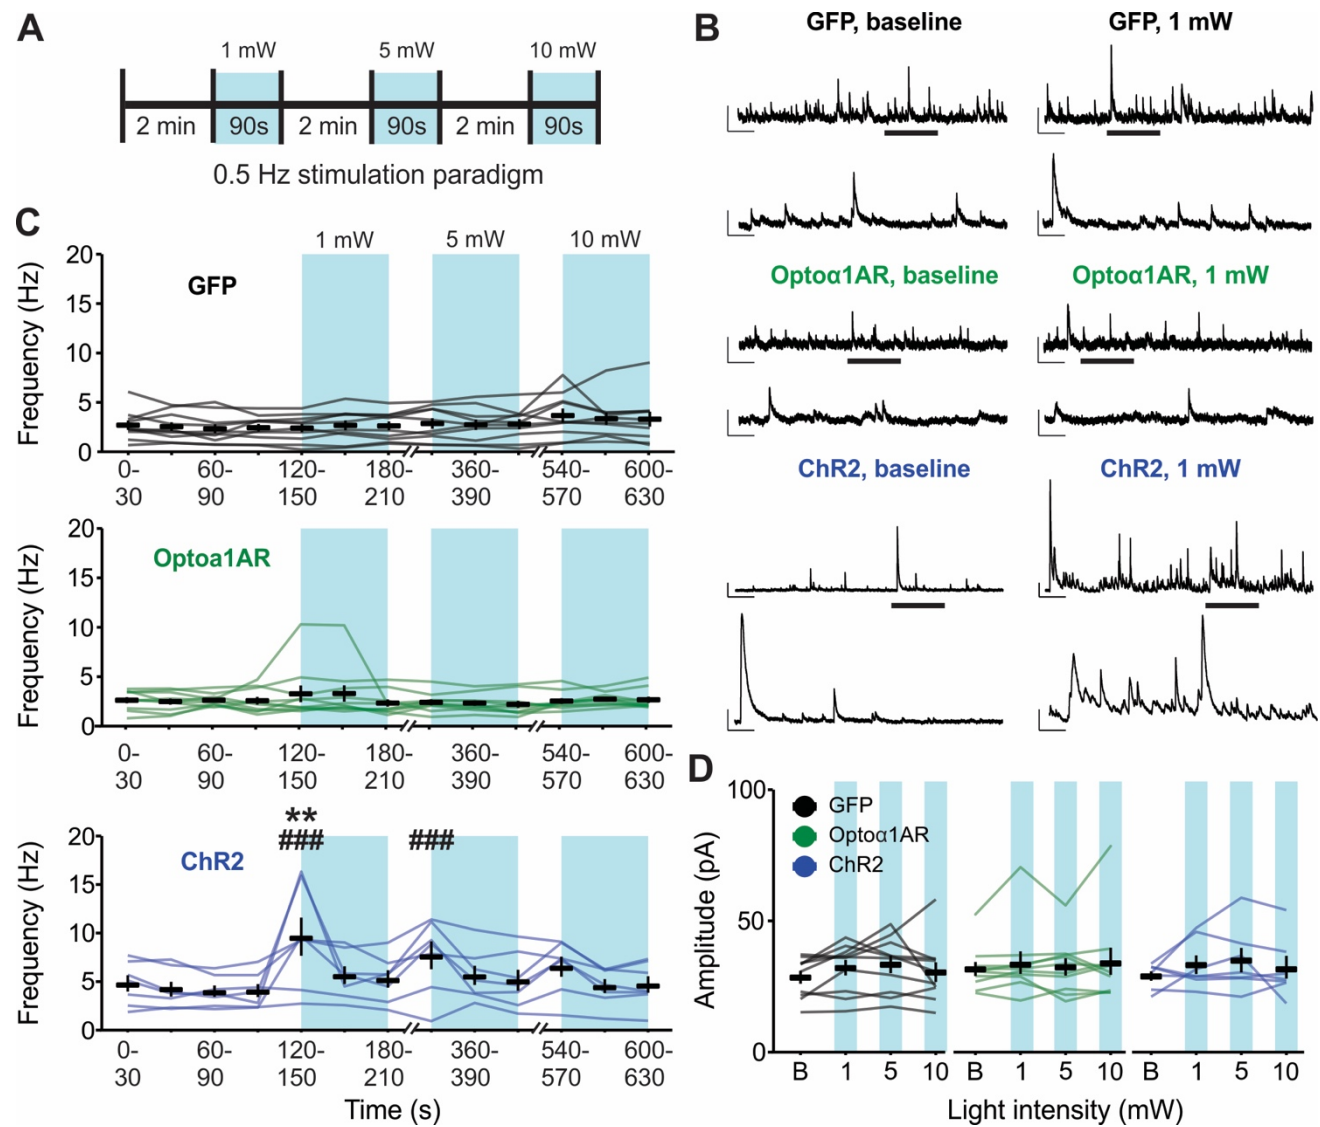 A
1 mW 5 mW 10 mW
2 min 90s 2 min 90s 2 min 90s
0.5 Hz stimulation paradigm
B
GFP, baseline GFP, 1 mW
Optoα1AR, baseline Optoα1AR, 1 mW
ChR2, baseline ChR2, 1 mW
C
1 mW 5 mW 10 mW
GFP
Frequency (Hz)
20
15
10
5
0
0- 60- 120- 180- 360- 540- 600-
30 90 150 210 390 570 630
Optoa1AR
Frequency (Hz)
20
15
10
5
0
0- 60- 120- 180- 360- 540- 600-
30 90 150 210 390 570 630
**
### ###
ChR2
Frequency (Hz)
20
15
10
5
0
0- 60- 120- 180- 360- 540- 600-
30 90 150 210 390 570 630
Time (s)
D
GFP
Optoα1AR
ChR2
Amplitude (pA)
100
50
0
B 1 5 10 B 1 5 10 B 1 5 10
Light intensity (mW)